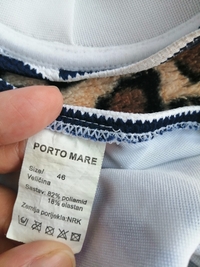 PORTO MARE
Size/ 46
Veličina
Sastav: 82% poliamid
18% elastan
Zemlja porijekla: NRK